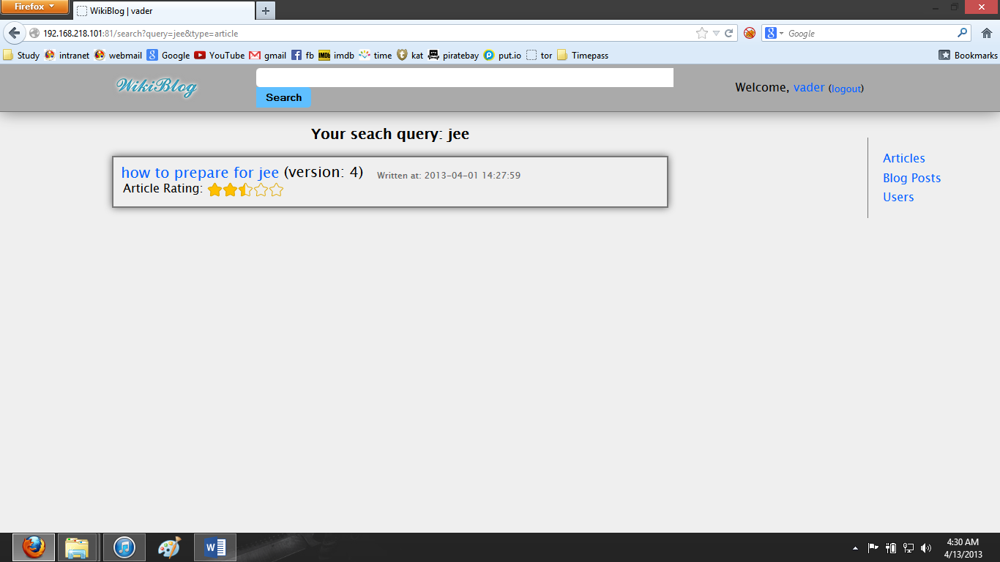 Firefox
WikiBlog | vader
192.168.218.101:81/search?query=jee&type=article
Google
Study intranet webmail Google YouTube gmail fb imdb time kat piratebay put.io tor Timepass Bookmarks
WikiBlog
Search
Welcome, vader (logout)
Your seach query: jee
how to prepare for jee (version: 4) Written at: 2013-04-01 14:27:59
Article Rating:
Articles
Blog Posts
Users
4:30 AM
4/13/2013